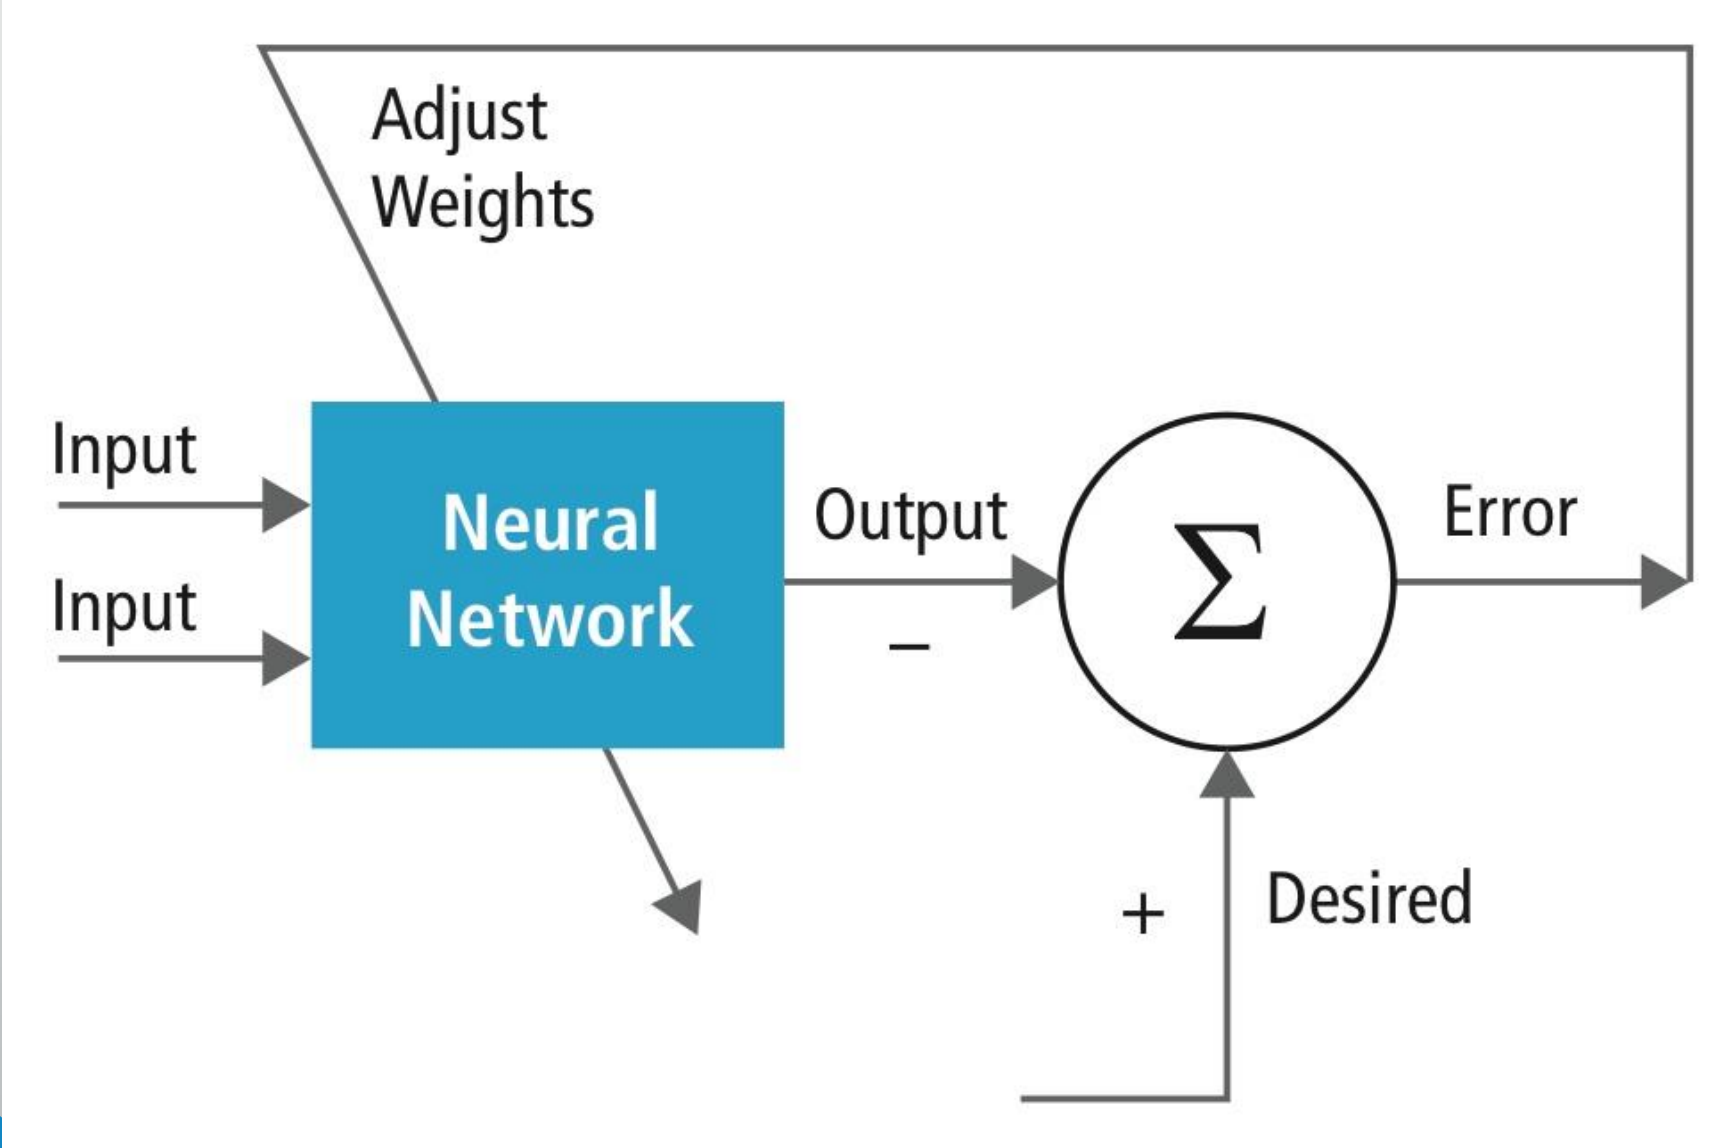 Adjust
Weights
Input
Input
Neural
Network
Output
–
Σ
Error
+
Desired